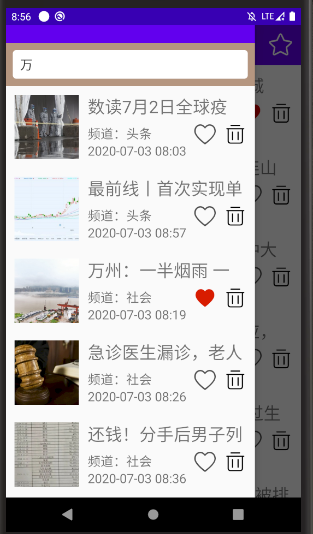 8:56 LTE
万
数读7月2日全球疫
频道：头条
2020-07-03 08:03
最前线丨首次实现单
频道：头条
2020-07-03 08:57
万州：一半烟雨 一
频道：社会
2020-07-03 08:19
急诊医生漏诊，老人
频道：社会
2020-07-03 08:26
还钱！分手后男子列
频道：社会
2020-07-03 08:36
城
山
大
过生
被排